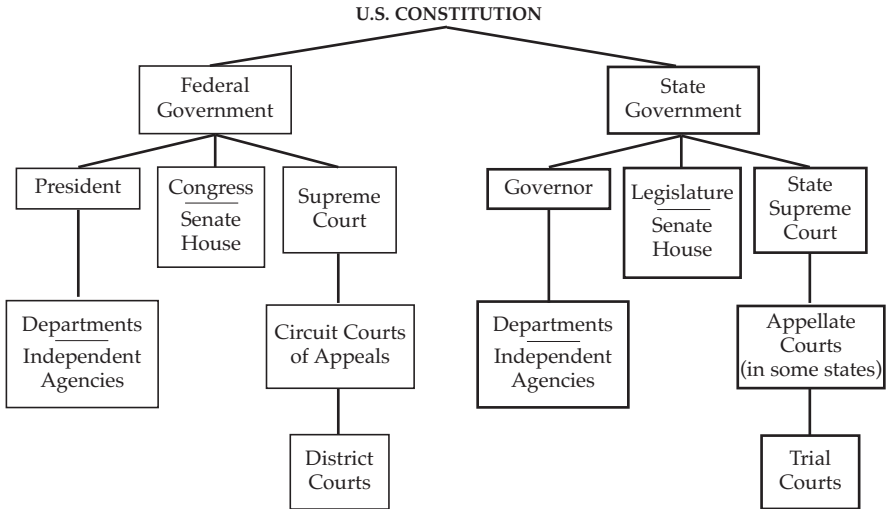 U.S. CONSTITUTION
Federal
Government
State
Government
President
Congress
Senate
House
Supreme
Court
Governor
Legislature
Senate
House
State
Supreme
Court
Departments
Independent
Agencies
Circuit Courts
of Appeals
Departments
Independent
Agencies
Appellate
Courts
(in some states)
District
Courts
Trial
Courts